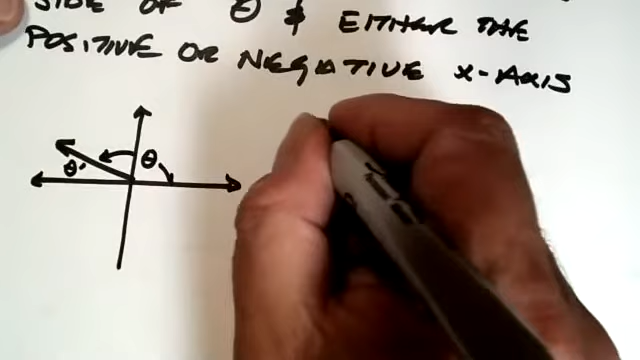 SIDE OF θ & EITHER THE
POSITIVE OR NEGATIVE X-AXIS
θ
θ'